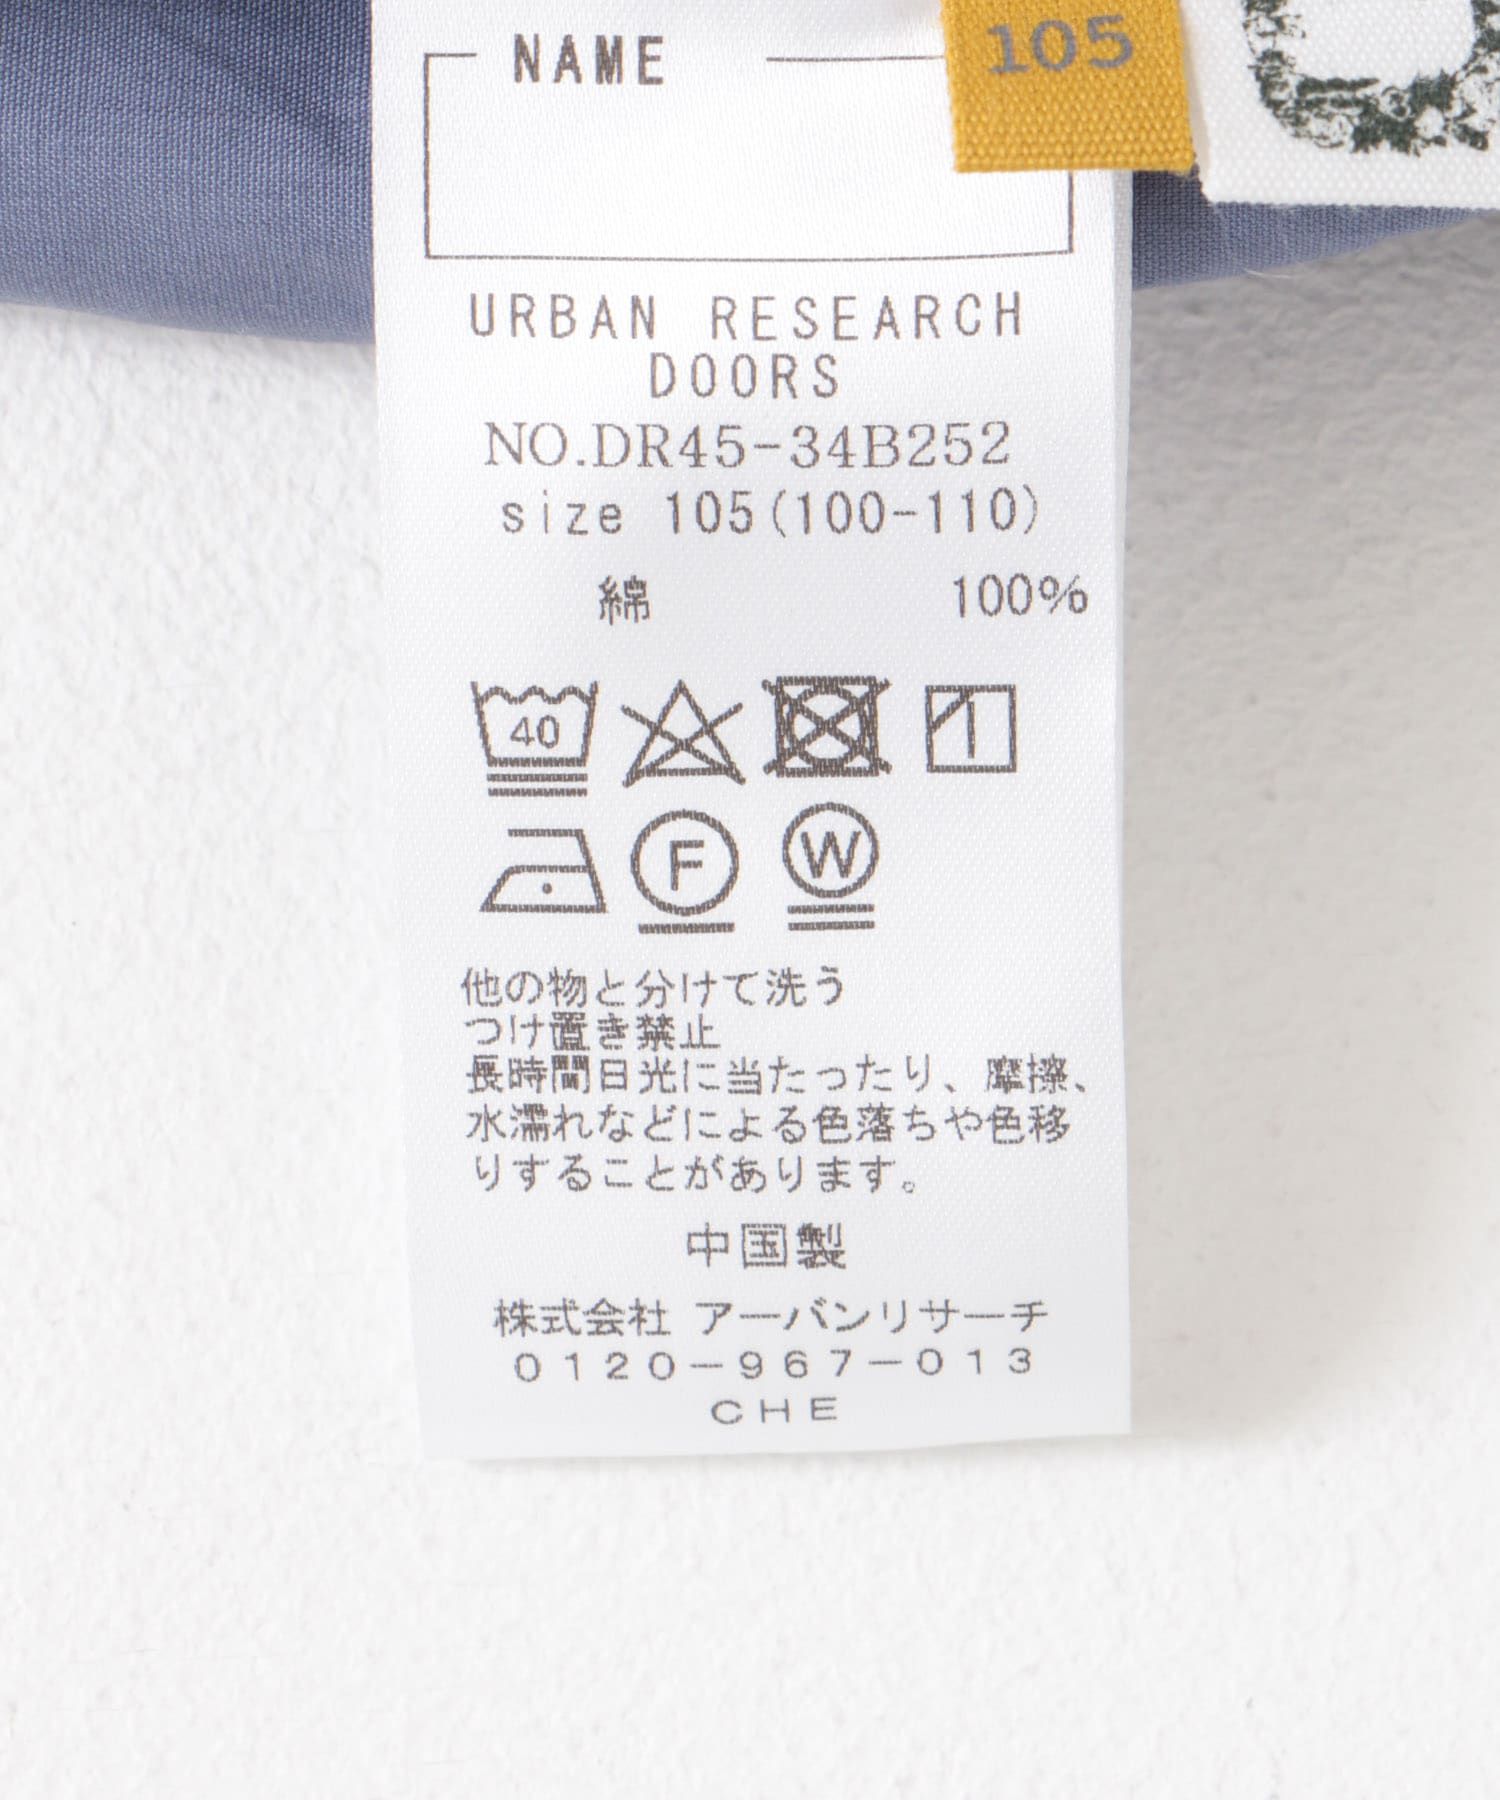 NAME
105
URBAN RESEARCH
DOORS
NO.DR45-34B252
size 105(100-110)
綿 100%
40
F W
他の物と分けて洗う
つけ置き禁止
長時間日光に当たったり、摩擦、
水濡れなどによる色落ちや色移
りすることがあります。
中国製
株式会社 アーバンリサーチ
0120-967-013
CHE